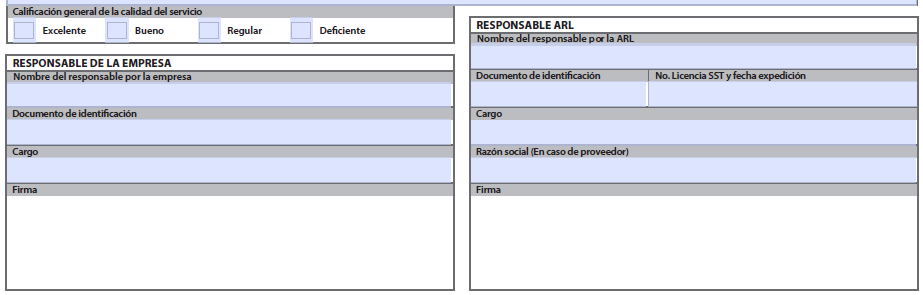 Calificación general de la calidad del servicio
Excelente Bueno Regular Deficiente
RESPONSABLE DE LA EMPRESA
Nombre del responsable por la empresa
Documento de identificación
Cargo
Firma
RESPONSABLE ARL
Nombre del responsable por la ARL
Documento de identificación No. Licencia SST y fecha expedición
Cargo
Razón social (En caso de proveedor)
Firma